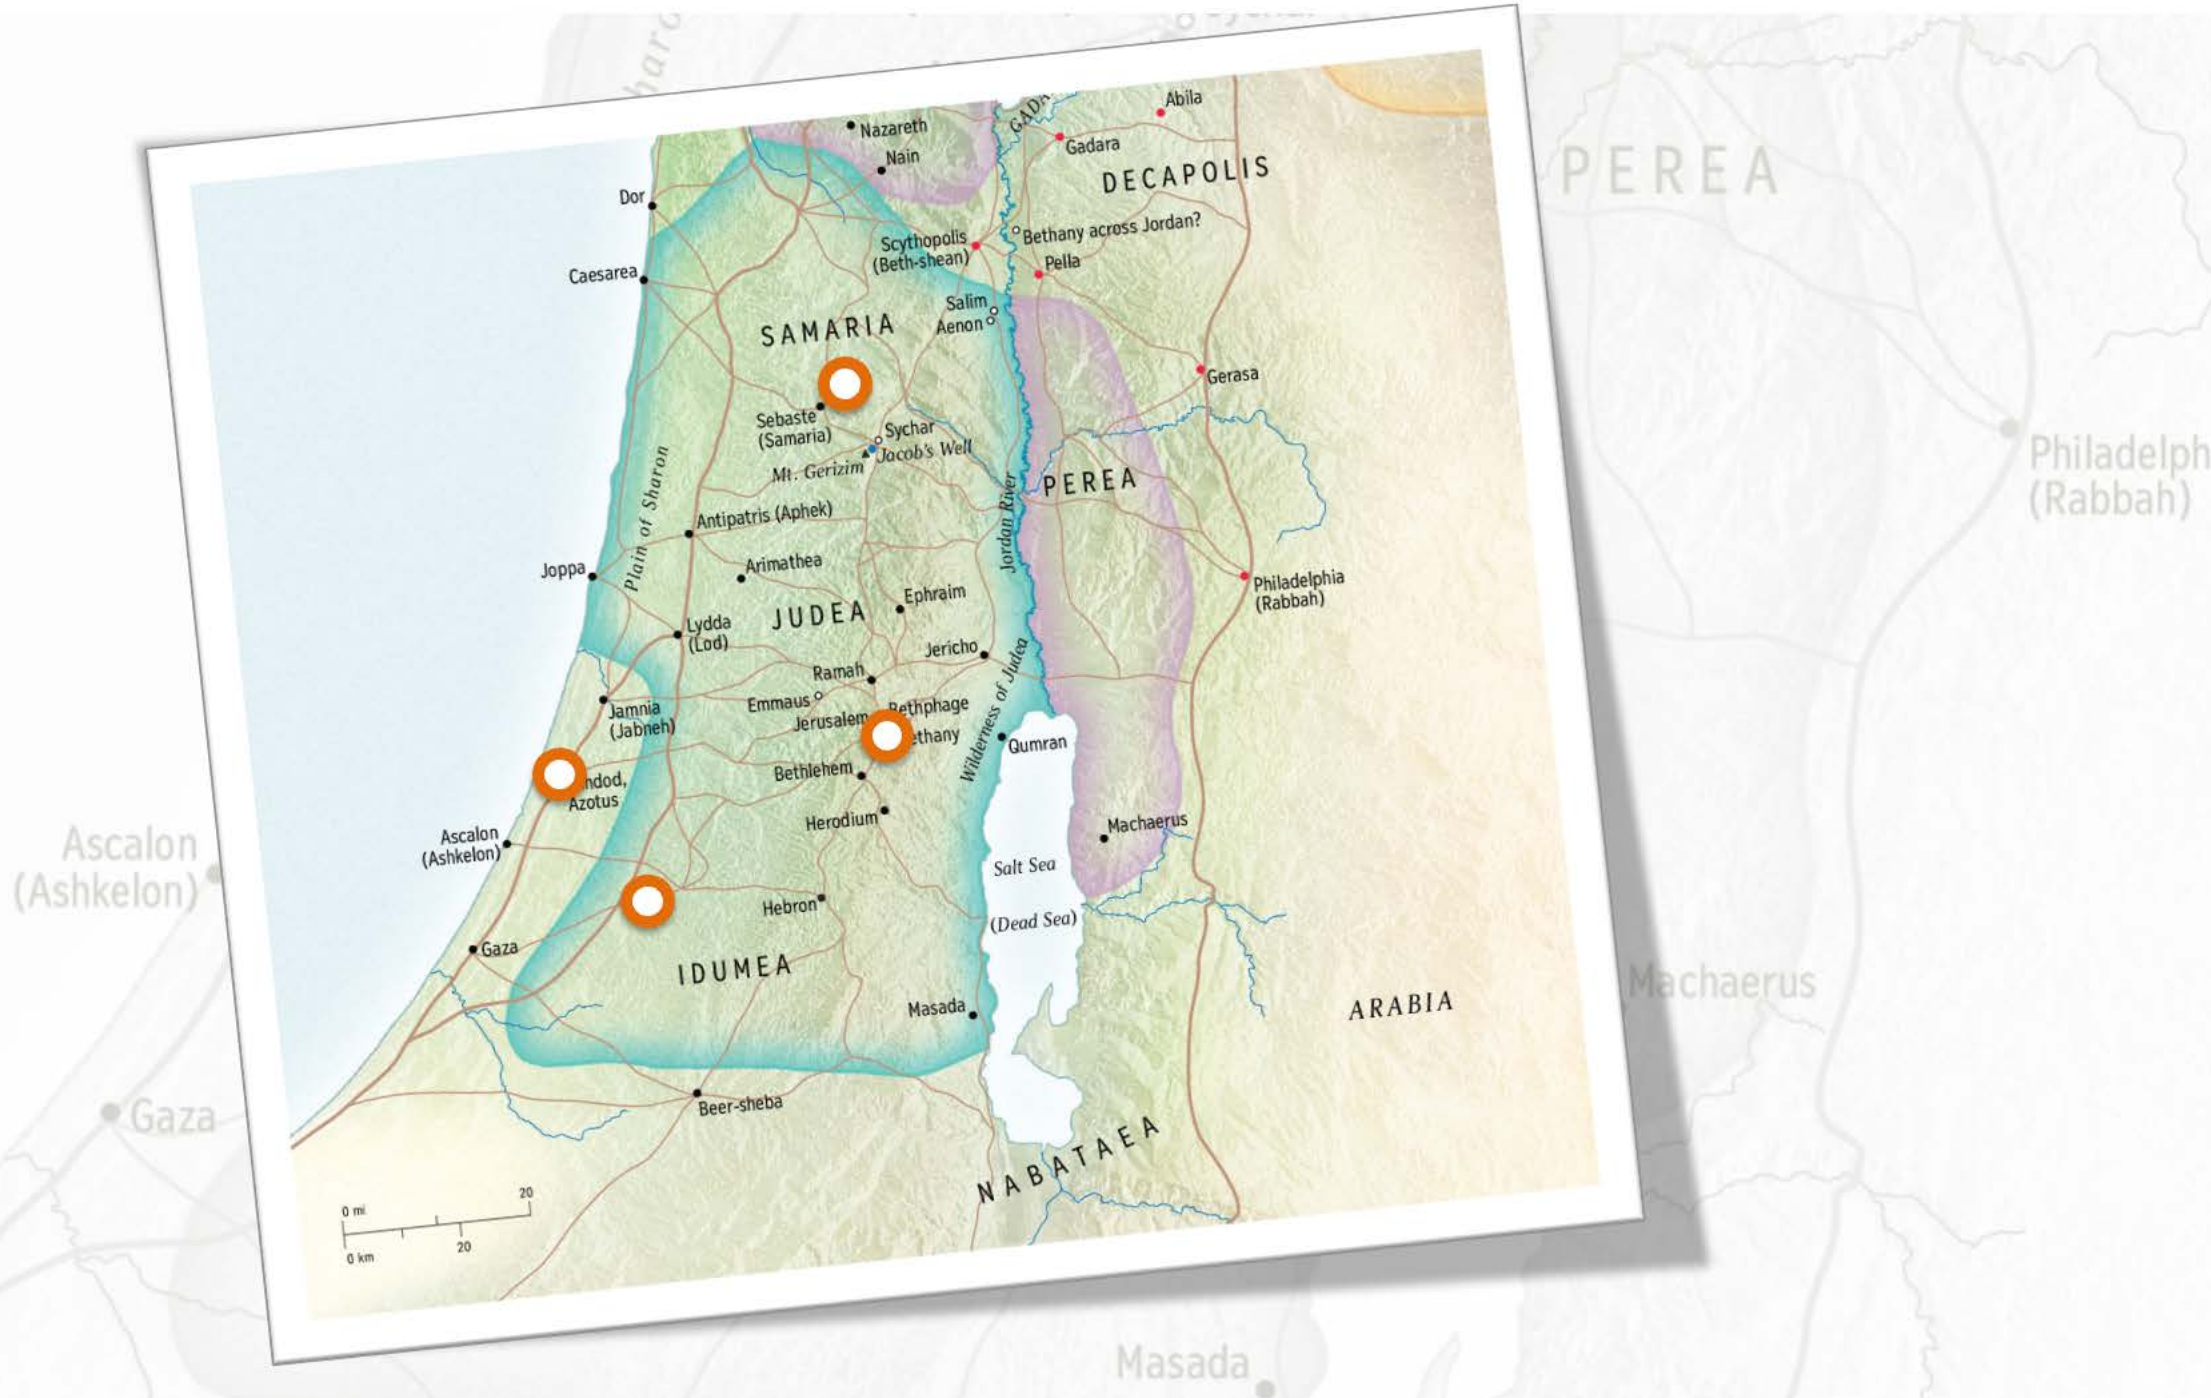 Nazareth
Nain
Abila
Gadara
DECAPOLIS
Dor
Scythopolis
(Beth-shean)
Bethany across Jordan?
Pella
Caesarea
Salim
Aenon
SAMARIA
Gerasa
Sebaste
(Samaria)
Sychar
Jacob's Well
Mt. Gerizim
PEREA
Jordan River
Plain of Sharon
Antipatris (Aphek)
Arimathea
Joppa
Ephraim
JUDEA
Philadelphia
(Rabbah)
Lydda
(Lod)
Jericho
Ramah
Emmaus
Jerusalem
Bethphage
Wilderness of Judea
Jamnia
(Jabneh)
Qumran
Bethlehem
Azotus
Herodium
Machaerus
Ascalon
(Ashkelon)
Salt Sea
(Dead Sea)
Hebron
Gaza
IDUMEA
Masada
ARABIA
Beer-sheba
NABATAEA
0 mi
20
0 km
20
PEREA
(Rabbah)
Ascalon
(Ashkelon)
Machaerus
Gaza
Masada